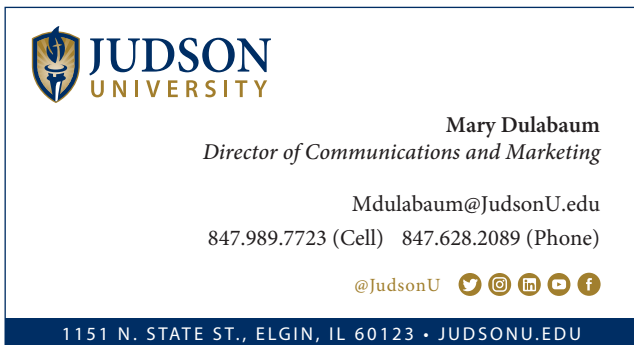 JUDSON
UNIVERSITY
Mary Dulabaum
Director of Communications and Marketing
Mdulabaum@JudsonU.edu
847.989.7723 (Cell) 847.628.2089 (Phone)
@JudsonU
1151 N. STATE ST., ELGIN, IL 60123 • JUDSONU.EDU